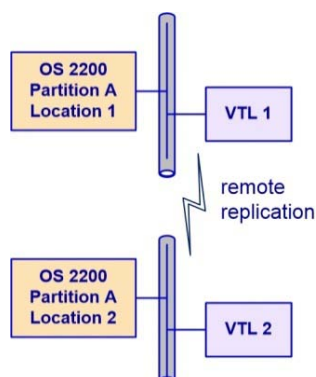 OS 2200
Partition A
Location 1
VTL 1
remote
replication
OS 2200
Partition A
Location 2
VTL 2